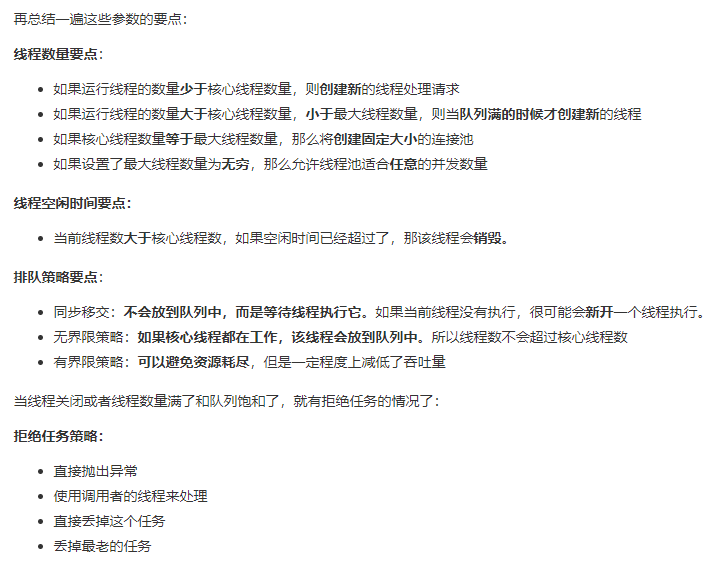 再总结一遍这些参数的要点：
线程数量要点：
如果运行线程的数量少于核心线程数量，则创建新的线程处理请求
如果运行线程的数量大于核心线程数量，小于最大线程数量，则当队列满的时候才创建新的线程
如果核心线程数量等于最大线程数量，那么将创建固定大小的连接池
如果设置了最大线程数量为无穷，那么允许线程池适合任意的并发数量
线程空闲时间要点：
当前线程数大于核心线程数，如果空闲时间已经超过了，那该线程会销毁。
排队策略要点：
同步移交：不会放到队列中，而是等待线程执行它。如果当前线程没有执行，很可能会新开一个线程执行。
无界限策略：如果核心线程都在工作，该线程会放到队列中。所以线程数不会超过核心线程数
有界限策略：可以避免资源耗尽，但是一定程度上减低了吞吐量
当线程关闭或者线程数量满了和队列饱和了，就有拒绝任务的情况了：
拒绝任务策略：
直接抛出异常
使用调用者的线程来处理
直接丢掉这个任务
丢掉最老的任务